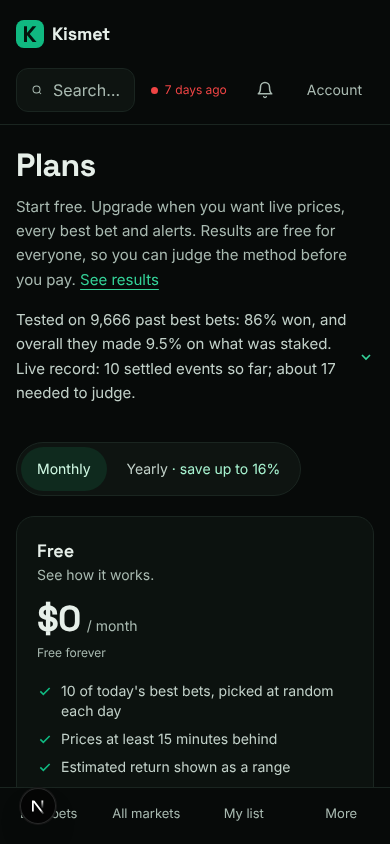 K Kismet
Search...
7 days ago
Account
Plans
Start free. Upgrade when you want live prices,
every best bet and alerts. Results are free for
everyone, so you can judge the method before
you pay. See results
Tested on 9,666 past best bets: 86% won, and
overall they made 9.5% on what was staked.
Live record: 10 settled events so far; about 17
needed to judge.
Monthly
Yearly · save up to 16%
Free
See how it works.
$0 / month
Free forever
10 of today's best bets, picked at random
each day
Prices at least 15 minutes behind
Estimated return shown as a range
N
bets
All markets
My list
More